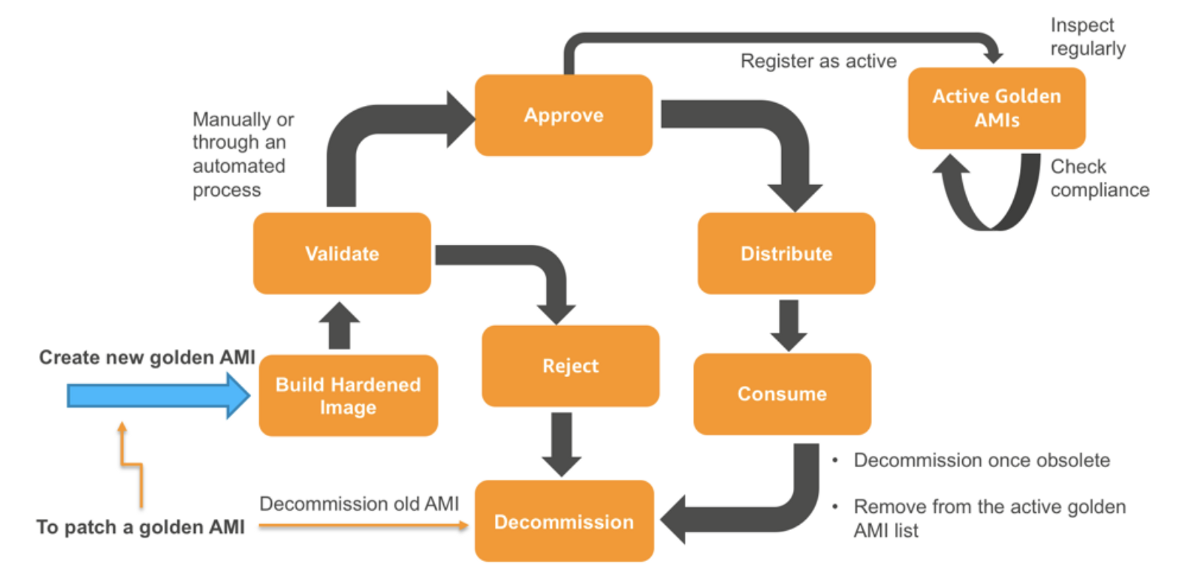 Inspect
regularly
Register as active
Active Golden
AMIs
Approve
Manually or
through an
automated
process
Check
compliance
Validate
Distribute
Create new golden AMI
Reject
Build Hardened
Image
Consume
• Decommission once obsolete
Decommission old AMI
• Remove from the active golden
AMI list
To patch a golden AMI
Decommission